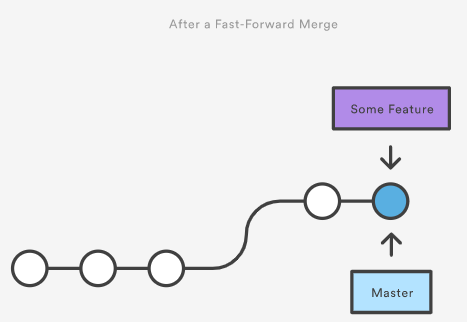 After a Fast-Forward Merge
Some Feature
Master